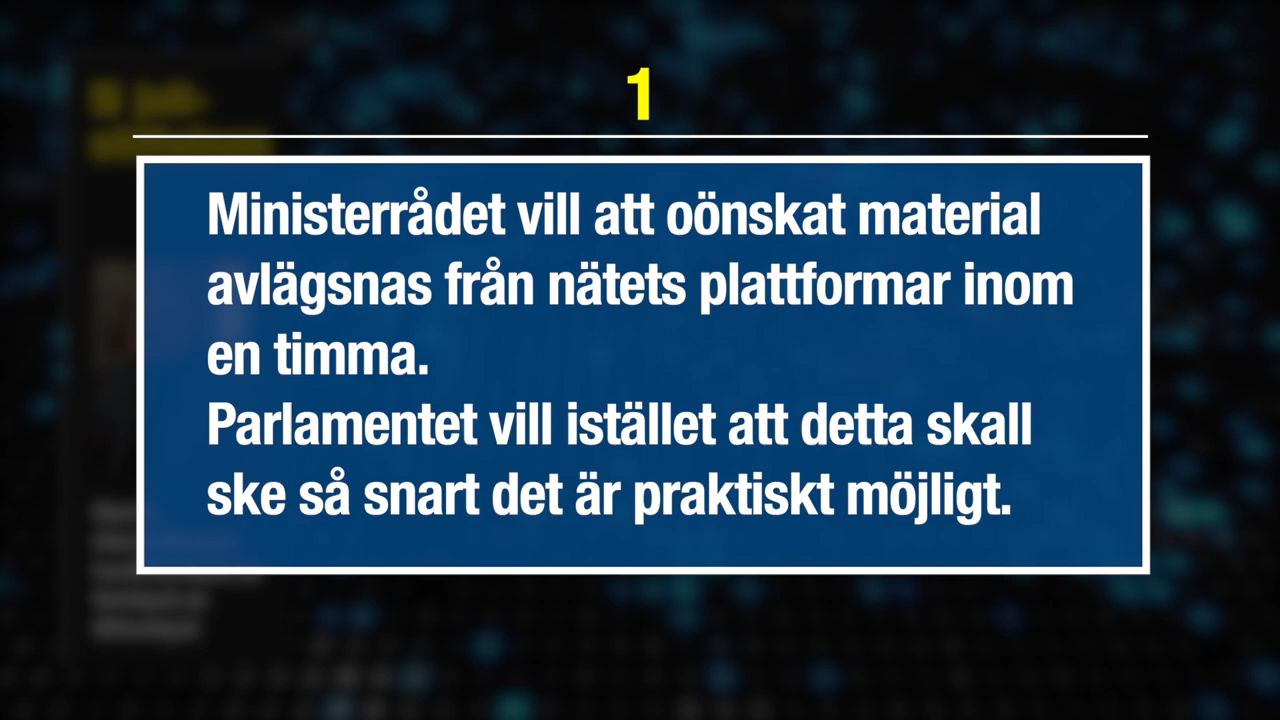 1
Ministerrådet vill att oönskat material
avlägsnas från nätets plattformar inom
en timma.
Parlamentet vill istället att detta skall
ske så snart det är praktiskt möjligt.